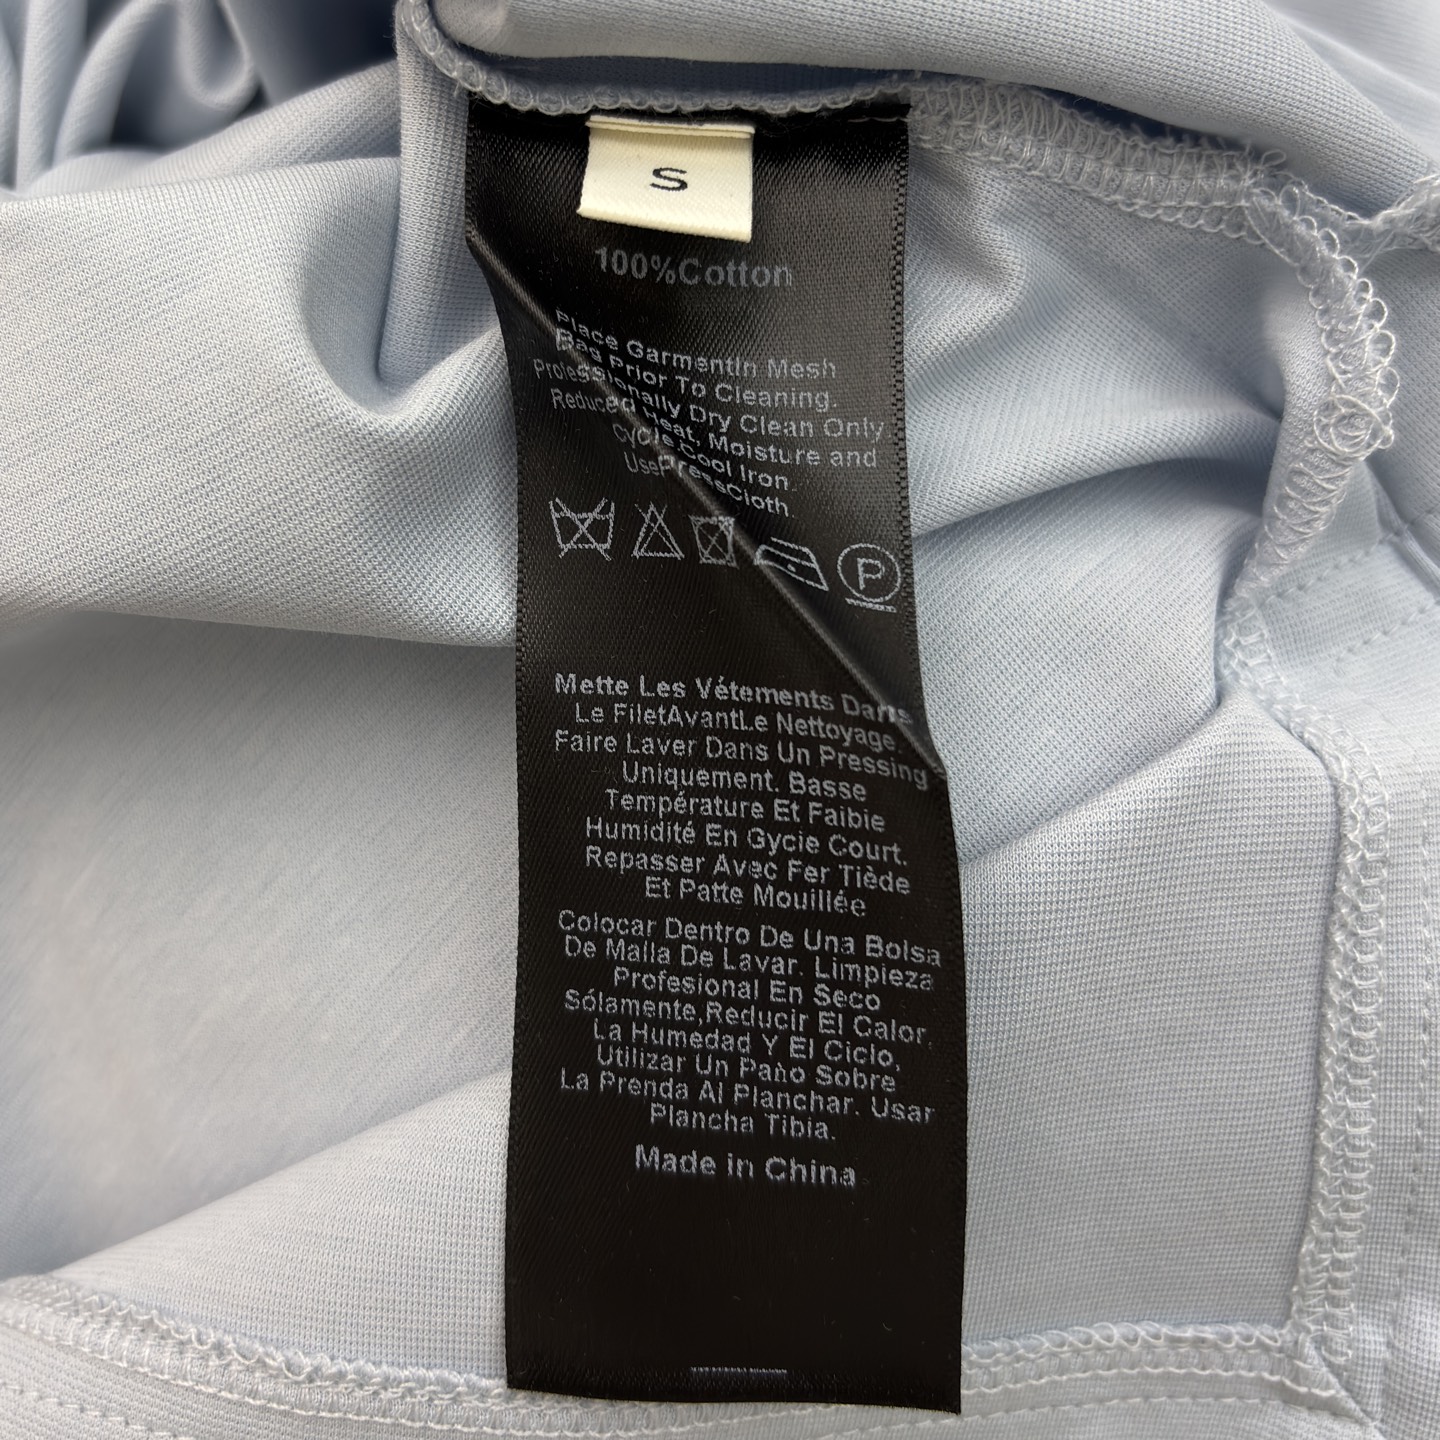 S
100%Cotton
Place GarmentIn Mesh
Bag Prior To Cleaning.
Professionally Dry Clean Only
Reduced Heat, Moisture and
Cycle.Cool Iron.
UsePressCloth.
P
Mette Les Vétements Dans
Le FiletAvantLe Nettoyage.
Faire Laver Dans Un Pressing
Uniquement. Basse
Température Et Faibie
Humidité En Gycie Court.
Repasser Avec Fer Tiède
Et Patte Mouillée
Colocar Dentro De Una Bolsa
De Malla De Lavar. Limpieza
Profesional En Seco
Sólamente,Reducir El Calor,
La Humedad Y El Ciclo,
Utilizar Un Paño Sobre
La Prenda Al Planchar. Usar
Plancha Tibia.
Made in China